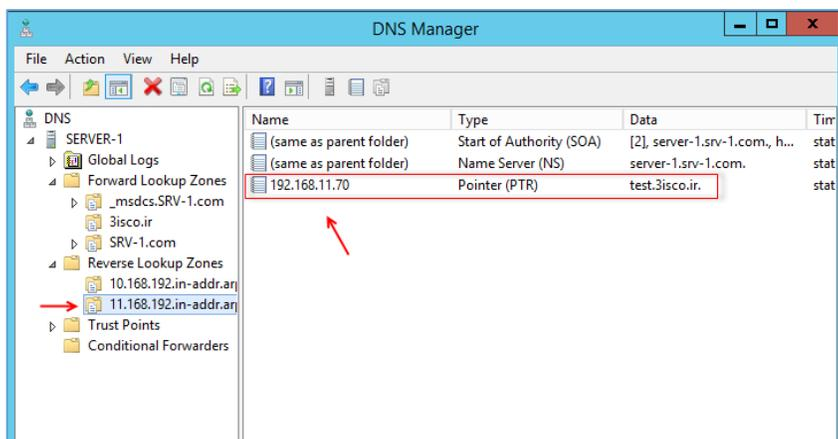 DNS Manager
File Action View Help
DNS
SERVER-1
Global Logs
Forward Lookup Zones
_msdcs.SRV-1.com
3isco.ir
SRV-1.com
Reverse Lookup Zones
10.168.192.in-addr.arp
11.168.192.in-addr.arp
Trust Points
Conditional Forwarders
Name Type Data Tim
(same as parent folder) Start of Authority (SOA) [2], server-1.srv-1.com., h... stat
(same as parent folder) Name Server (NS) server-1.srv-1.com. stat
192.168.11.70 Pointer (PTR) test.3isco.ir. stat